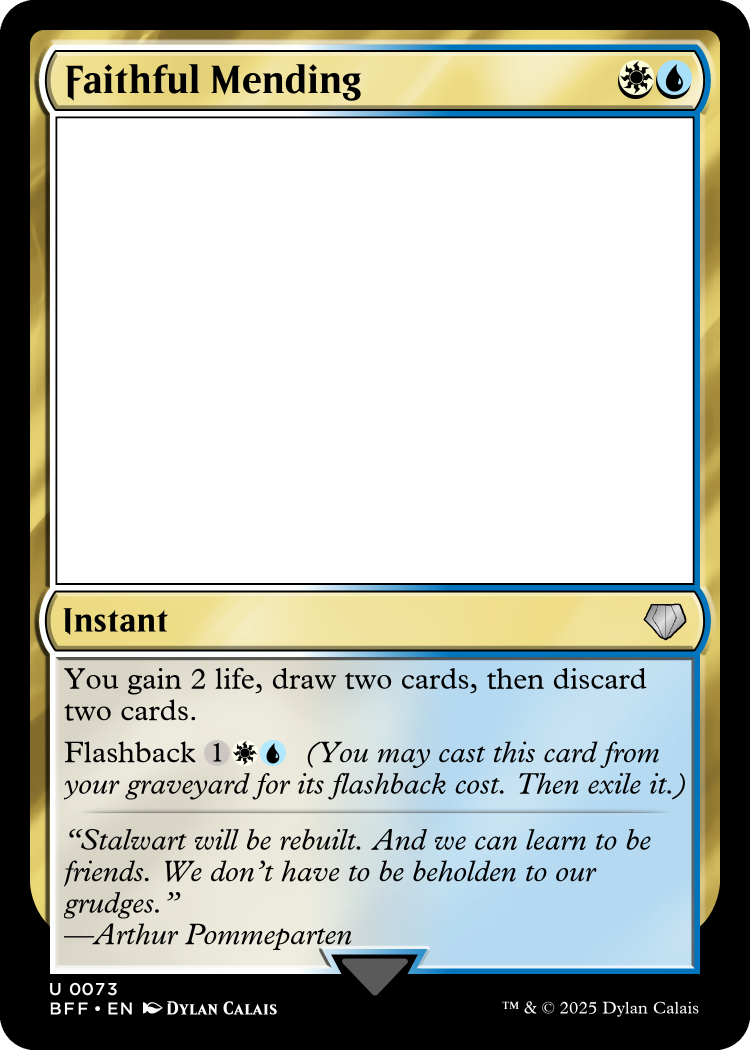 Faithful Mending
Instant
You gain 2 life, draw two cards, then discard
two cards.
Flashback 1 (You may cast this card from
your graveyard for its flashback cost. Then exile it.)
“Stalwart will be rebuilt. And we can learn to be
friends. We don’t have to be beholden to our
grudges.”
—Arthur Pommeparten
U 0073
BFF • EN Dylan Calais
™ & © 2025 Dylan Calais